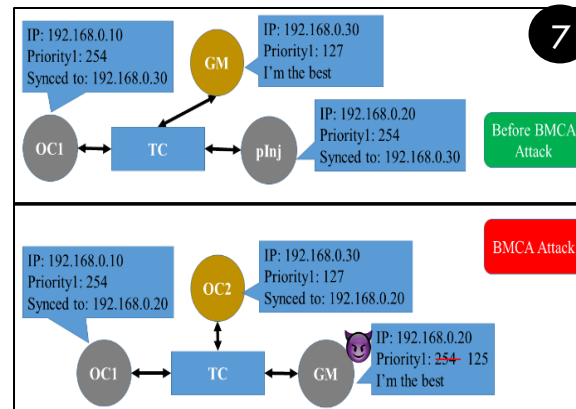 7
IP: 192.168.0.10
Priority1: 254
Synced to: 192.168.0.30
GM
IP: 192.168.0.30
Priority1: 127
I'm the best
OC1
TC
pInj
IP: 192.168.0.20
Priority1: 254
Synced to: 192.168.0.30
Before BMCA
Attack
IP: 192.168.0.10
Priority1: 254
Synced to: 192.168.0.20
OC2
IP: 192.168.0.30
Priority1: 127
Synced to: 192.168.0.20
BMCA Attack
OC1
TC
GM
IP: 192.168.0.20
Priority1: 254 125
I'm the best